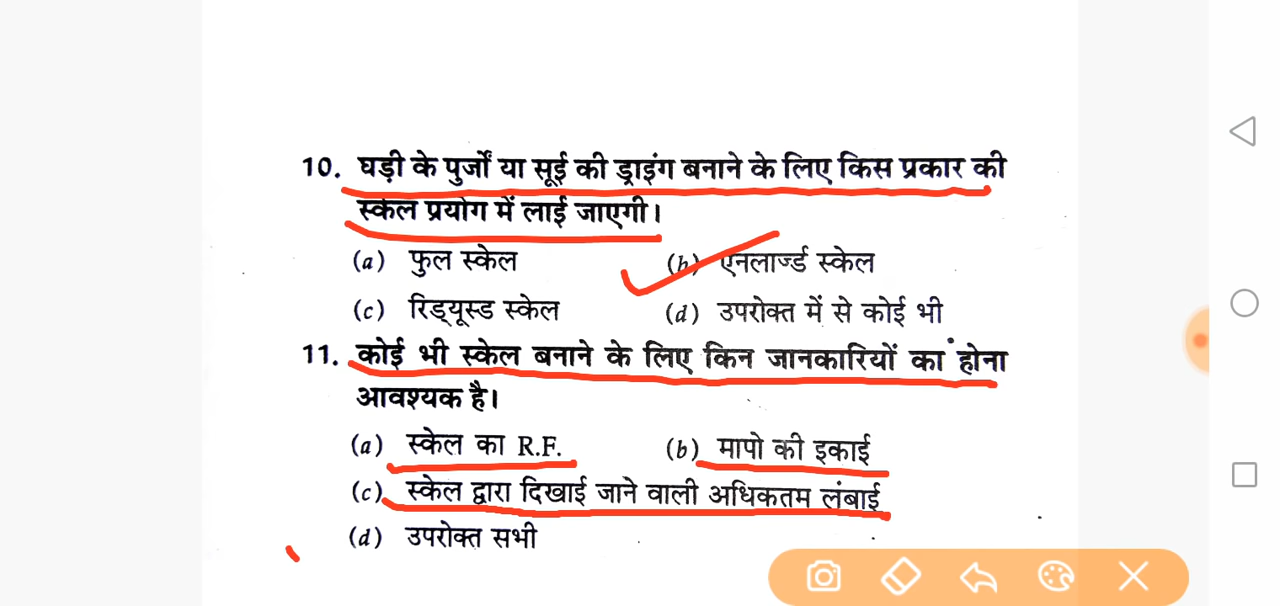 10. घड़ी के पुर्जों या सूई की ड्राइंग बनाने के लिए किस प्रकार की
स्केल प्रयोग में लाई जाएगी।
(a) फुल स्केल (b) एनलार्ज्ड स्केल
(c) रिड्यूस्ड स्केल (d) उपरोक्त में से कोई भी
11. कोई भी स्केल बनाने के लिए किन जानकारियों का होना
आवश्यक है।
(a) स्केल का R.F. (b) मापो की इकाई
(c) स्केल द्वारा दिखाई जाने वाली अधिकतम लंबाई
(d) उपरोक्त सभी